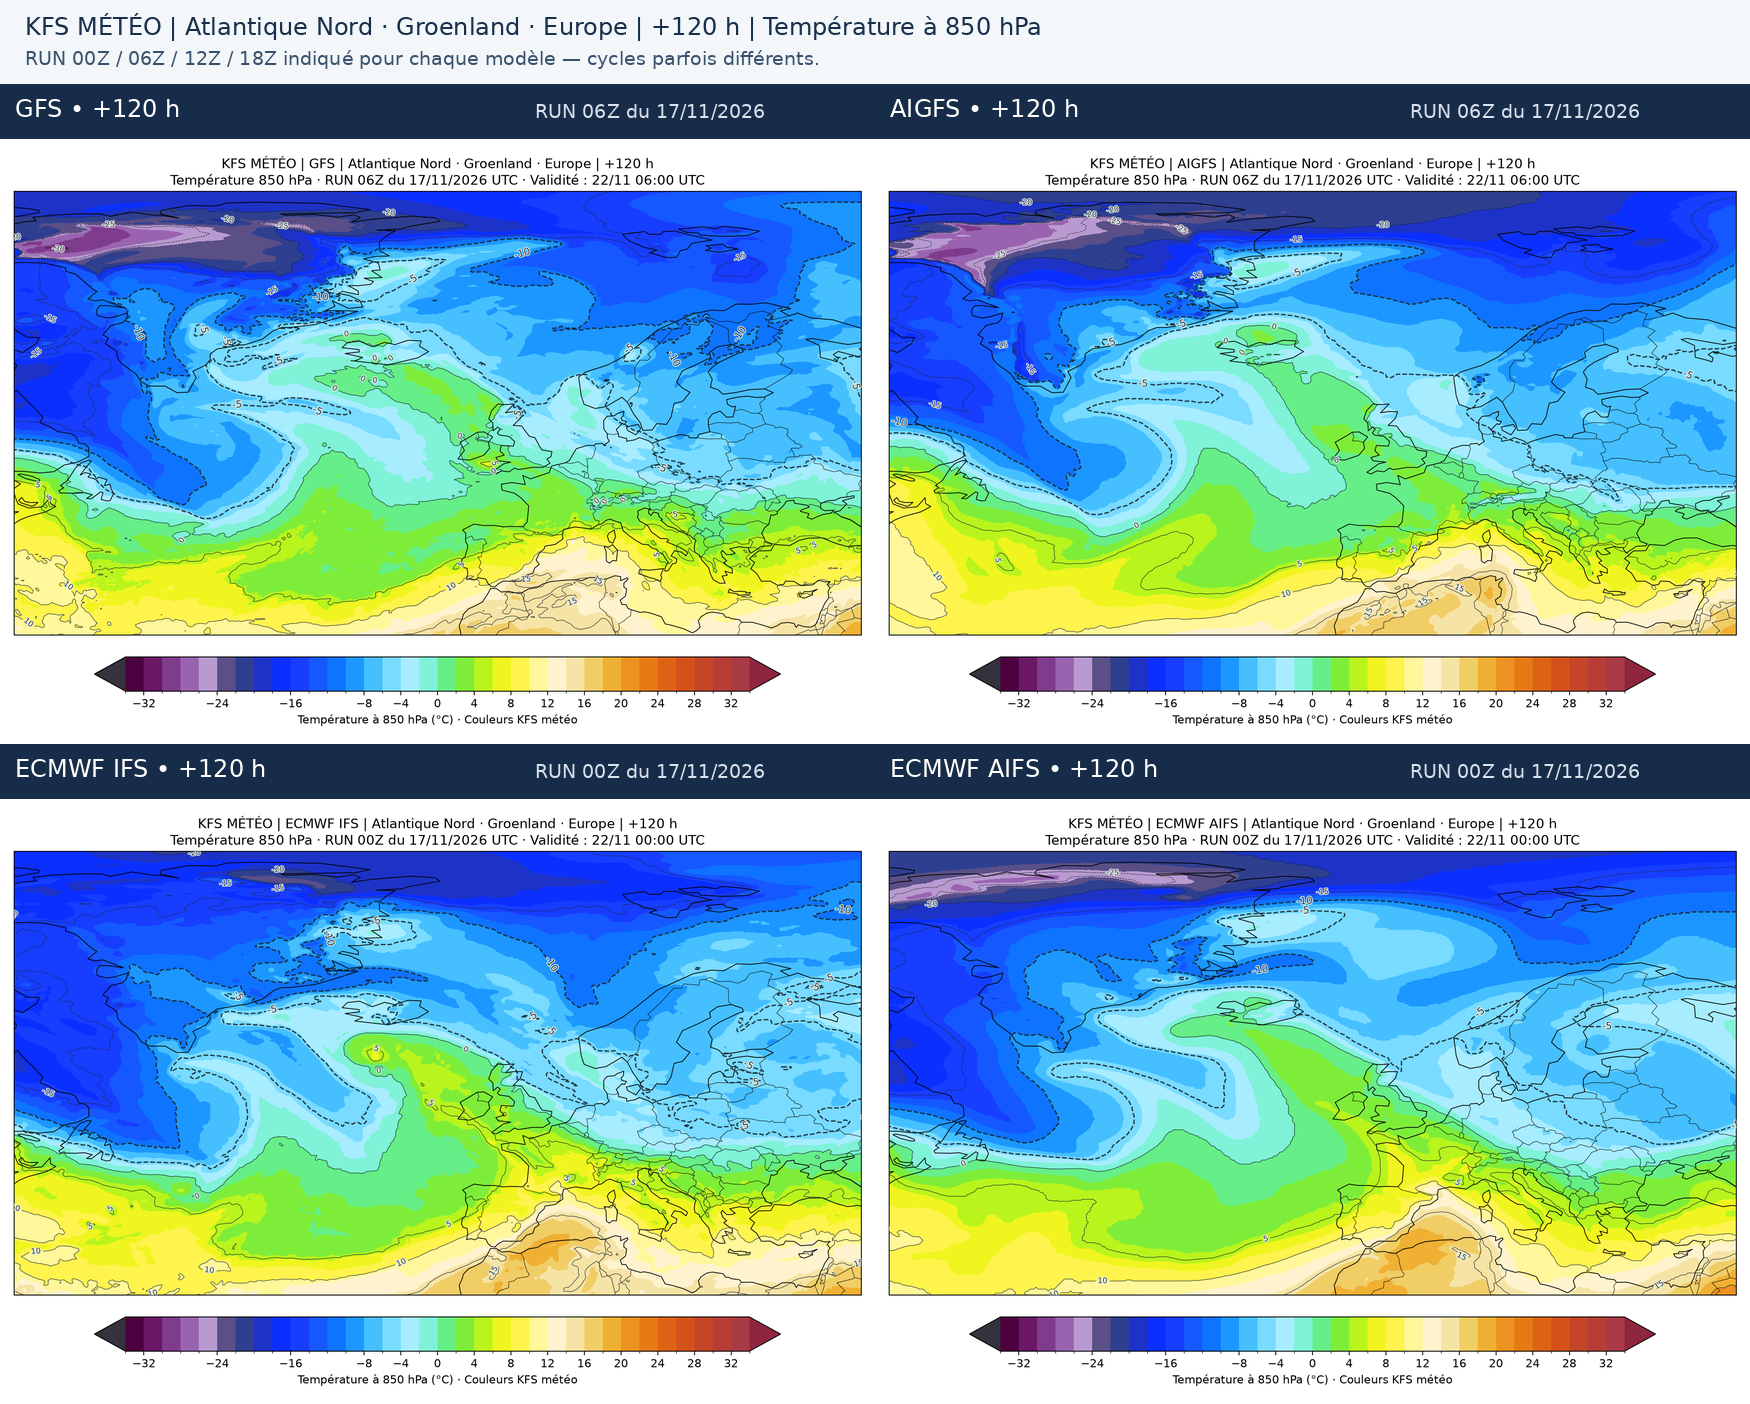 KFS MÉTÉO | Atlantique Nord · Groenland · Europe | +120 h | Température à 850 hPa
RUN 00Z / 06Z / 12Z / 18Z indiqué pour chaque modèle — cycles parfois différents.
GFS • +120 h RUN 06Z du 17/11/2026
AIGFS • +120 h RUN 06Z du 17/11/2026
KFS MÉTÉO | GFS | Atlantique Nord · Groenland · Europe | +120 h
Température 850 hPa · RUN 06Z du 17/11/2026 UTC · Validité : 22/11 06:00 UTC
KFS MÉTÉO | AIGFS | Atlantique Nord · Groenland · Europe | +120 h
Température 850 hPa · RUN 06Z du 17/11/2026 UTC · Validité : 22/11 06:00 UTC
−32 −24 −16 −8 −4 0 4 8 12 16 20 24 28 32
Température à 850 hPa (°C) · Couleurs KFS météo
−32 −24 −16 −8 −4 0 4 8 12 16 20 24 28 32
Température à 850 hPa (°C) · Couleurs KFS météo
ECMWF IFS • +120 h RUN 00Z du 17/11/2026
ECMWF AIFS • +120 h RUN 00Z du 17/11/2026
KFS MÉTÉO | ECMWF IFS | Atlantique Nord · Groenland · Europe | +120 h
Température 850 hPa · RUN 00Z du 17/11/2026 UTC · Validité : 22/11 00:00 UTC
KFS MÉTÉO | ECMWF AIFS | Atlantique Nord · Groenland · Europe | +120 h
Température 850 hPa · RUN 00Z du 17/11/2026 UTC · Validité : 22/11 00:00 UTC
−32 −24 −16 −8 −4 0 4 8 12 16 20 24 28 32
Température à 850 hPa (°C) · Couleurs KFS météo
−32 −24 −16 −8 −4 0 4 8 12 16 20 24 28 32
Température à 850 hPa (°C) · Couleurs KFS météo